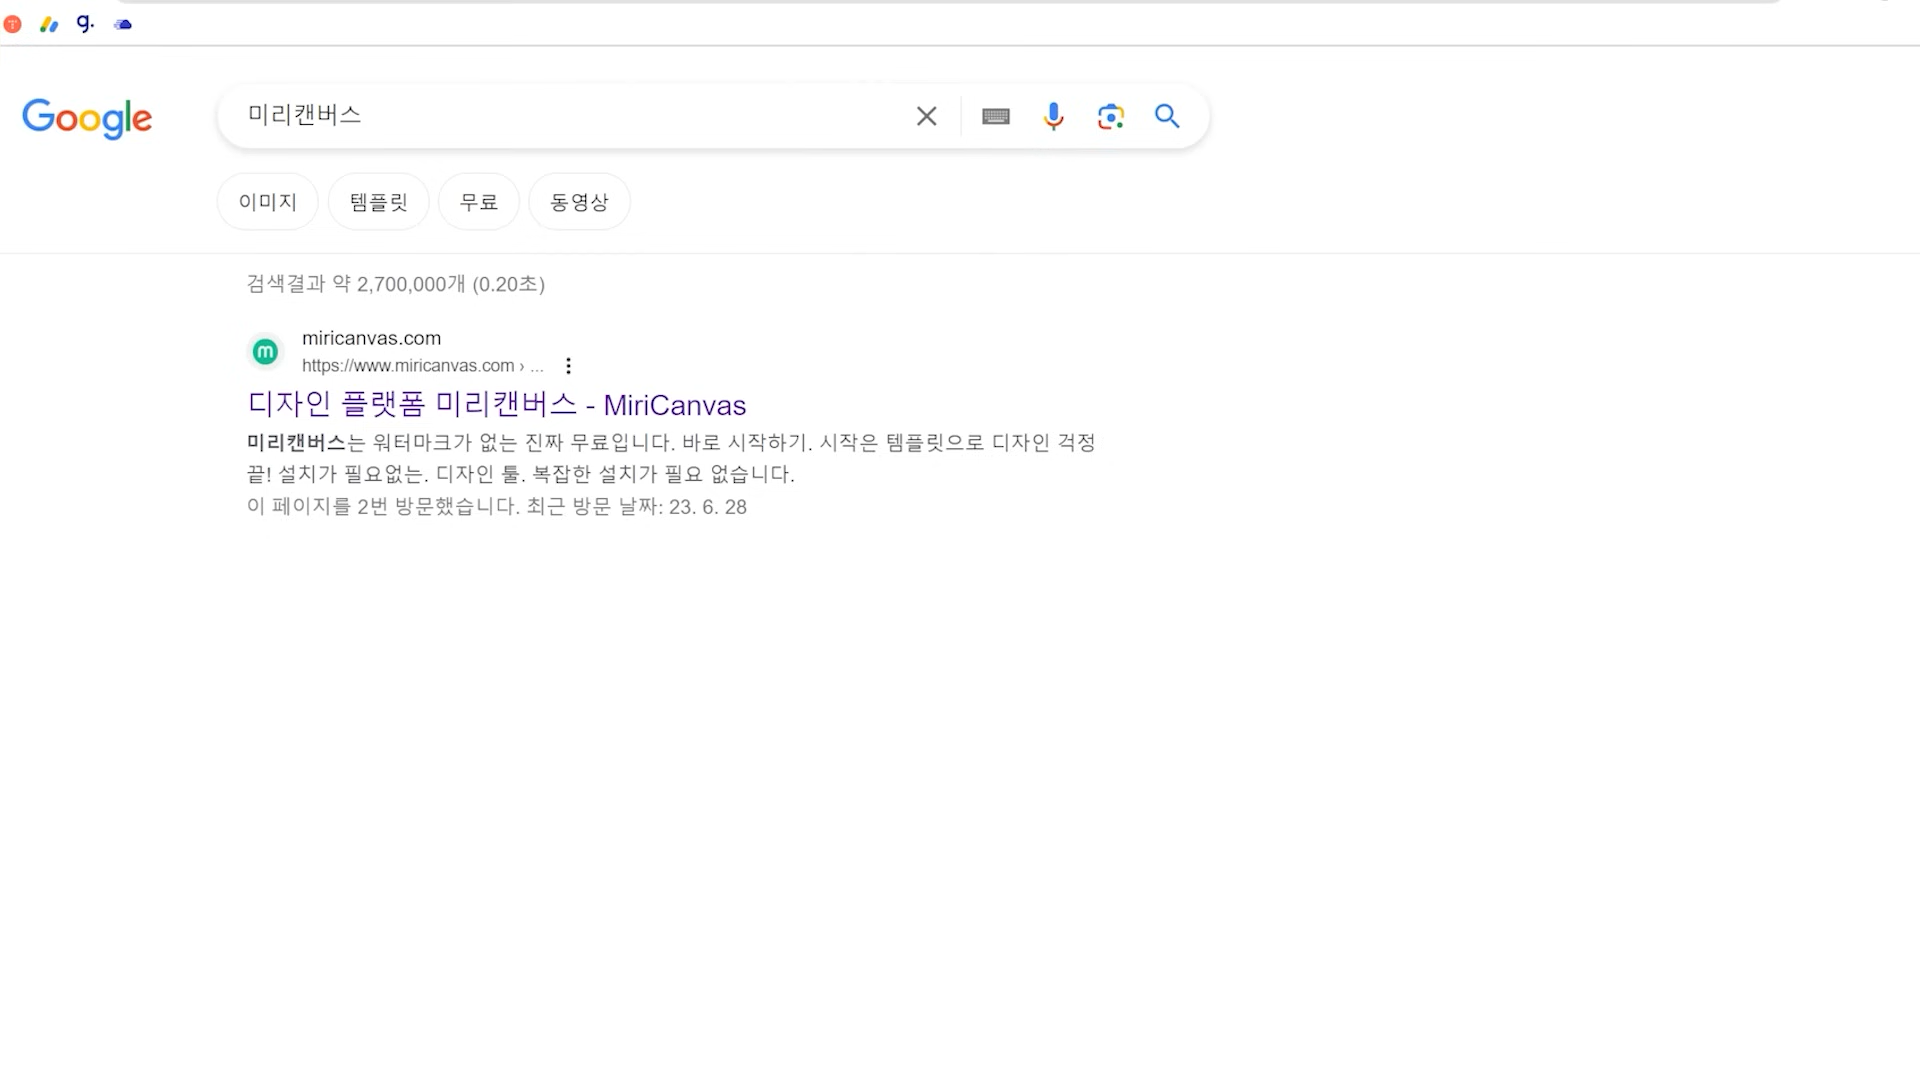 g.
Google
미리캔버스
이미지
템플릿
무료
동영상
검색결과 약 2,700,000개 (0.20초)
m
miricanvas.com
https://www.miricanvas.com › ...
디자인 플랫폼 미리캔버스 - MiriCanvas
미리캔버스는 워터마크가 없는 진짜 무료입니다. 바로 시작하기. 시작은 템플릿으로 디자인 걱정
끝! 설치가 필요없는. 디자인 툴. 복잡한 설치가 필요 없습니다.
이 페이지를 2번 방문했습니다. 최근 방문 날짜: 23. 6. 28